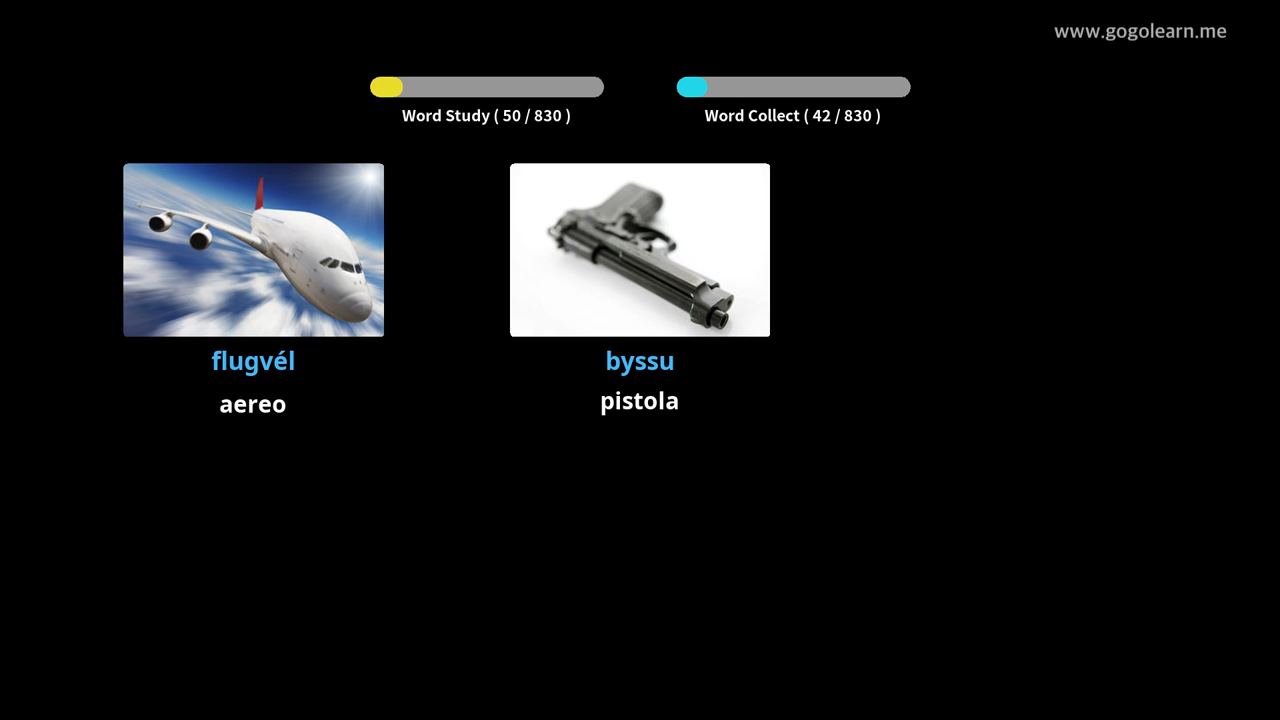 www.gogolearn.me
Word Study ( 50 / 830 )
Word Collect ( 42 / 830 )
flugvél
aereo
byssu
pistola